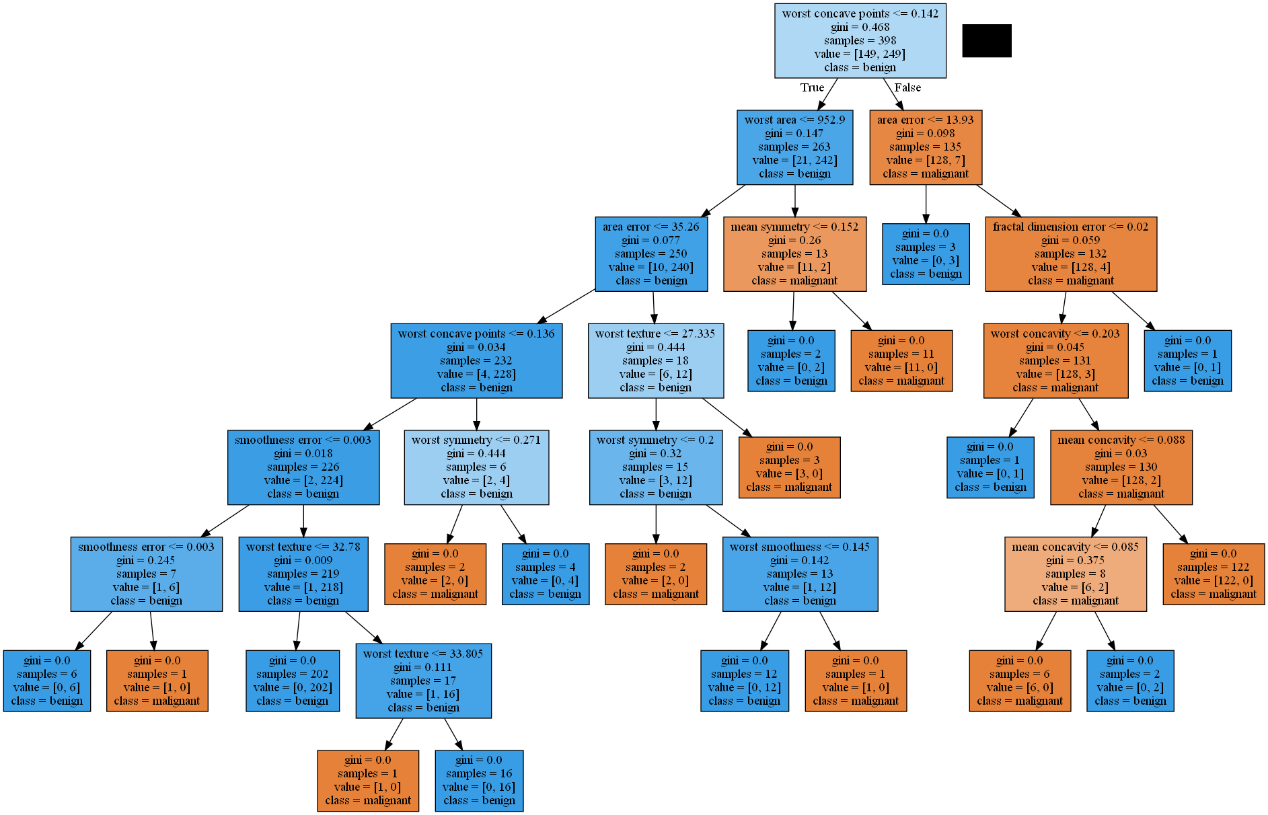 worst concave points <= 0.142
gini = 0.468
samples = 398
value = [149, 249]
class = benign
True
False
worst area <= 952.9
gini = 0.147
samples = 263
value = [21, 242]
class = benign
area error <= 13.93
gini = 0.098
samples = 135
value = [128, 7]
class = malignant
area error <= 35.26
gini = 0.077
samples = 250
value = [10, 240]
class = benign
mean symmetry <= 0.152
gini = 0.26
samples = 13
value = [11, 2]
class = malignant
gini = 0.0
samples = 3
value = [0, 3]
class = benign
fractal dimension error <= 0.02
gini = 0.059
samples = 132
value = [128, 4]
class = malignant
worst concave points <= 0.136
gini = 0.034
samples = 232
value = [4, 228]
class = benign
worst texture <= 27.335
gini = 0.444
samples = 18
value = [6, 12]
class = benign
gini = 0.0
samples = 2
value = [0, 2]
class = benign
gini = 0.0
samples = 11
value = [11, 0]
class = malignant
worst concavity <= 0.203
gini = 0.045
samples = 131
value = [128, 3]
class = malignant
gini = 0.0
samples = 1
value = [0, 1]
class = benign
smoothness error <= 0.003
gini = 0.018
samples = 226
value = [2, 224]
class = benign
worst symmetry <= 0.271
gini = 0.444
samples = 6
value = [2, 4]
class = benign
worst symmetry <= 0.2
gini = 0.32
samples = 15
value = [3, 12]
class = benign
gini = 0.0
samples = 3
value = [3, 0]
class = malignant
gini = 0.0
samples = 1
value = [0, 1]
class = benign
mean concavity <= 0.088
gini = 0.03
samples = 130
value = [128, 2]
class = malignant
smoothness error <= 0.003
gini = 0.245
samples = 7
value = [1, 6]
class = benign
worst texture <= 32.78
gini = 0.009
samples = 219
value = [1, 218]
class = benign
gini = 0.0
samples = 2
value = [2, 0]
class = malignant
gini = 0.0
samples = 4
value = [0, 4]
class = benign
gini = 0.0
samples = 2
value = [2, 0]
class = malignant
worst smoothness <= 0.145
gini = 0.142
samples = 13
value = [1, 12]
class = benign
mean concavity <= 0.085
gini = 0.375
samples = 8
value = [6, 2]
class = malignant
gini = 0.0
samples = 122
value = [122, 0]
class = malignant
gini = 0.0
samples = 6
value = [0, 6]
class = benign
gini = 0.0
samples = 1
value = [1, 0]
class = malignant
gini = 0.0
samples = 202
value = [0, 202]
class = benign
worst texture <= 33.805
gini = 0.111
samples = 17
value = [1, 16]
class = benign
gini = 0.0
samples = 12
value = [0, 12]
class = benign
gini = 0.0
samples = 1
value = [1, 0]
class = malignant
gini = 0.0
samples = 6
value = [6, 0]
class = malignant
gini = 0.0
samples = 2
value = [0, 2]
class = benign
gini = 0.0
samples = 1
value = [1, 0]
class = malignant
gini = 0.0
samples = 16
value = [0, 16]
class = benign